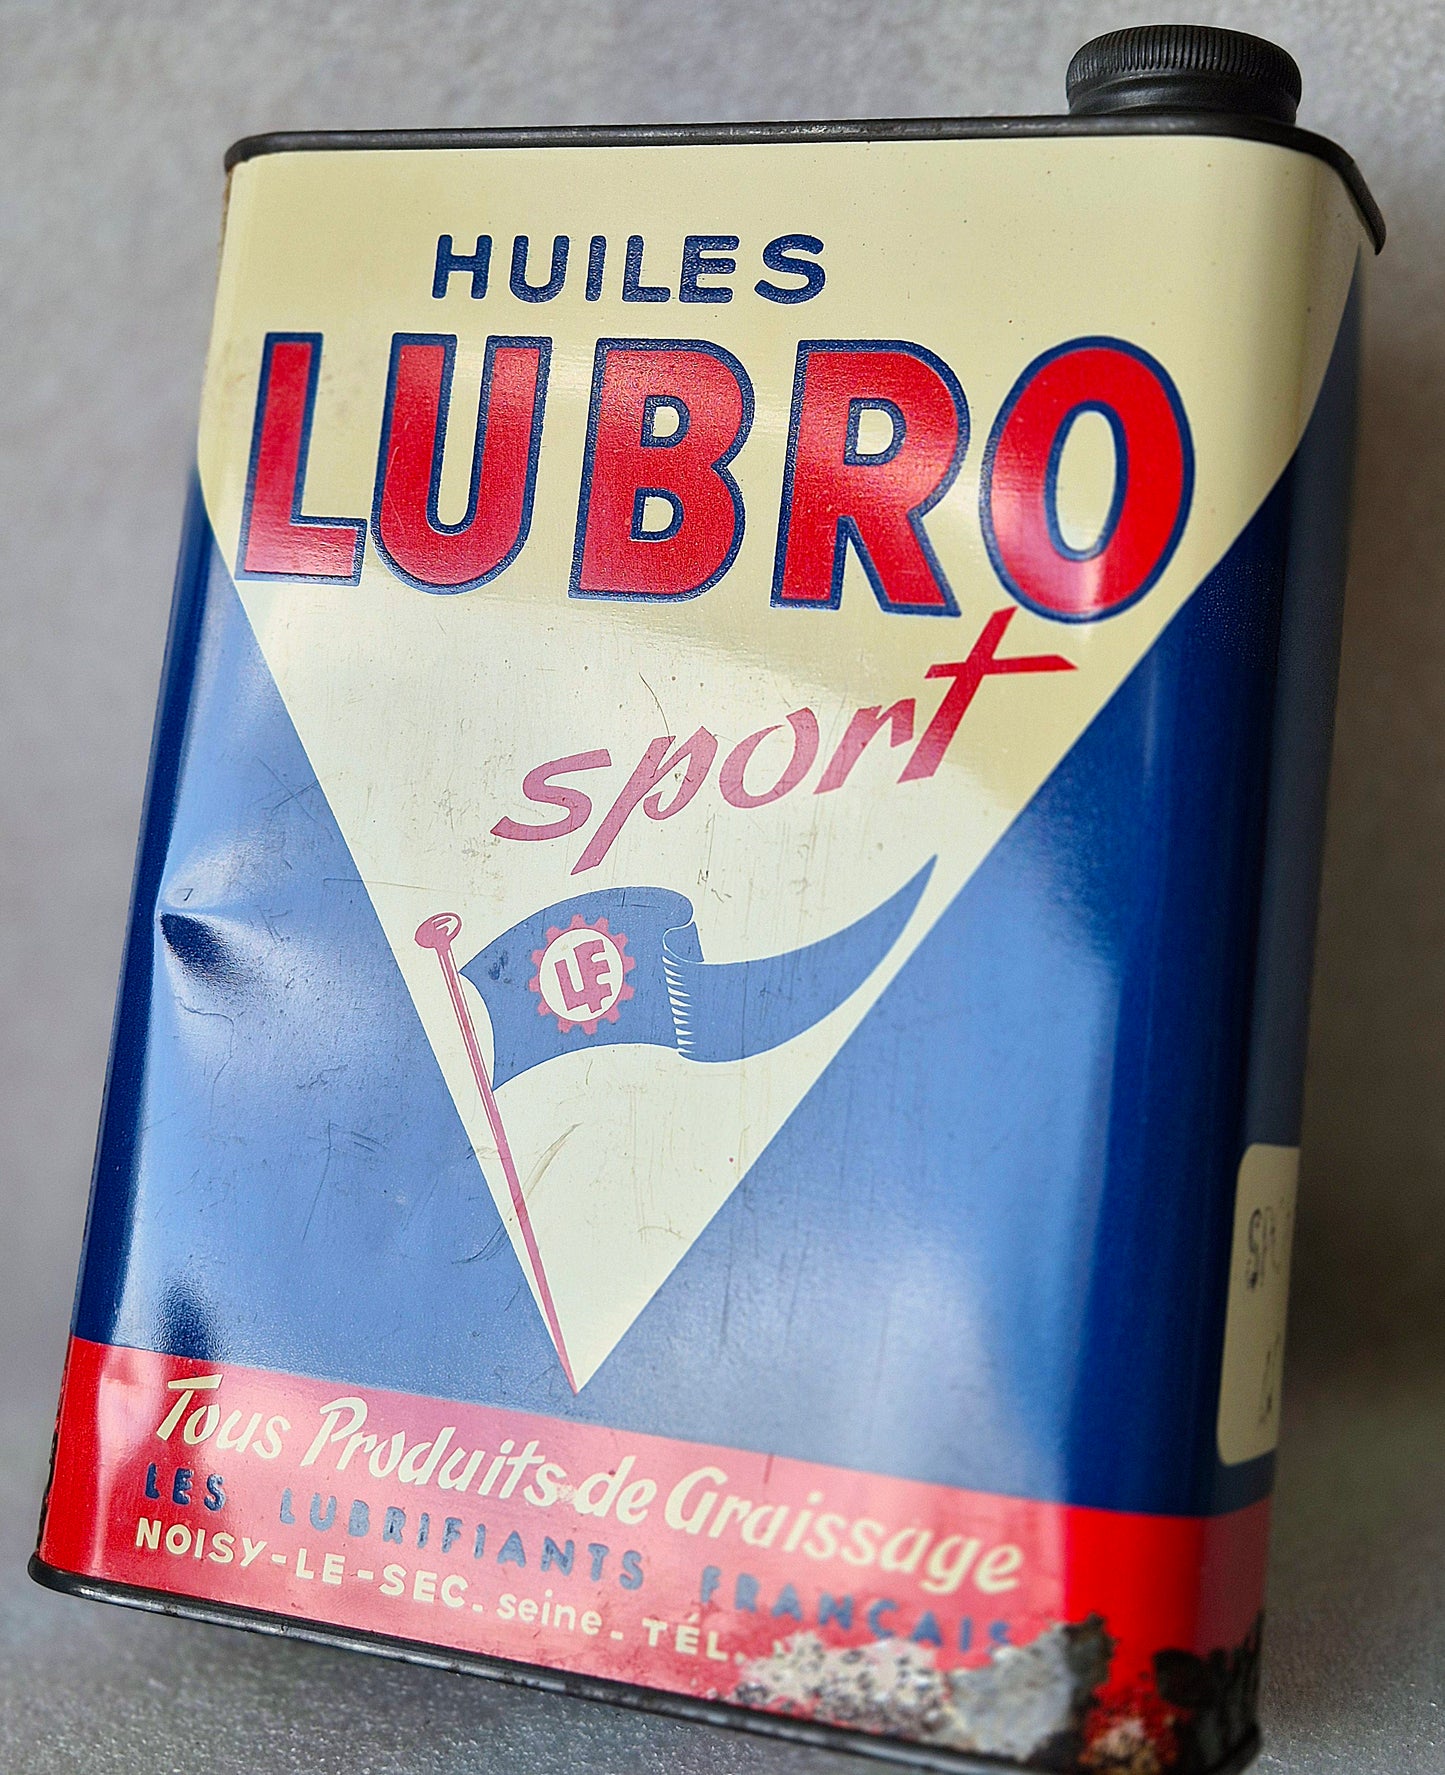 HUILES
LUBRO
sport
LF
Tous Produits de Graissage
LES LUBRIFIANTS FRANÇAIS
NOISY-LE-SEC. seine. TÉL.